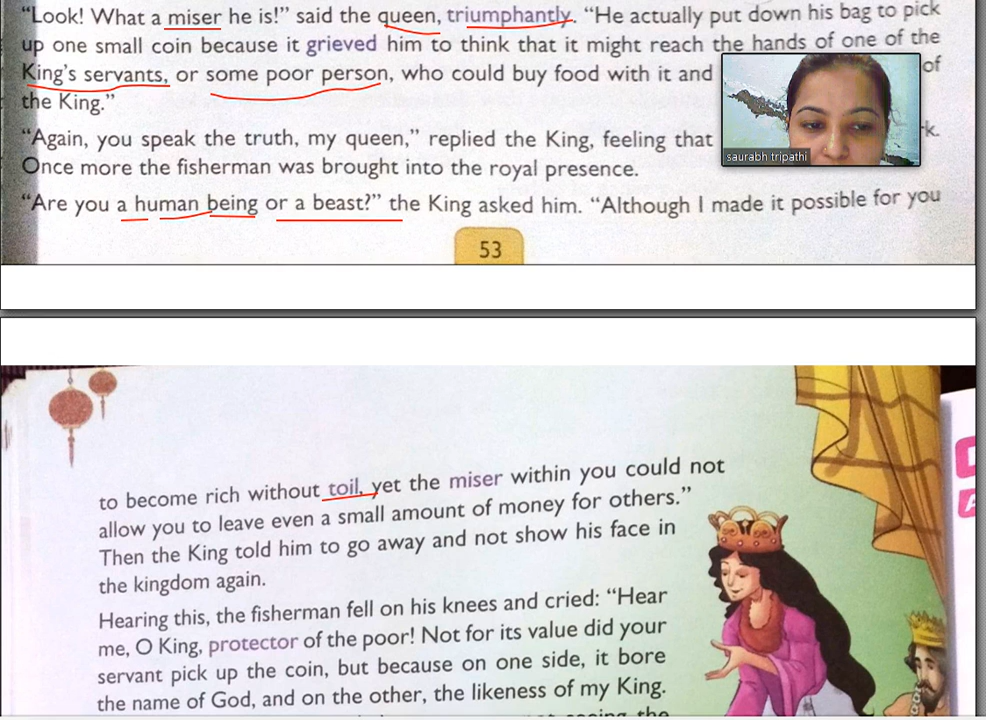 “Look! What a miser he is!” said the queen, triumphantly. “He actually put down his bag to pick
up one small coin because it grieved him to think that it might reach the hands of one of the
King’s servants, or some poor person, who could buy food with it and of
the King.”
“Again, you speak the truth, my queen,” replied the King, feeling that k.
Once more the fisherman was brought into the royal presence.
“Are you a human being or a beast?” the King asked him. “Although I made it possible for you
53
saurabh tripathi
to become rich without toil, yet the miser within you could not
allow you to leave even a small amount of money for others.”
Then the King told him to go away and not show his face in
the kingdom again.
Hearing this, the fisherman fell on his knees and cried: “Hear
me, O King, protector of the poor! Not for its value did your
servant pick up the coin, but because on one side, it bore
the name of God, and on the other, the likeness of my King.